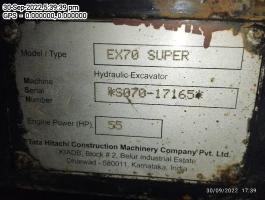 30-Sep-2022 5:39:39 pm
GPS - 0.000000, 0.000000
Model / Type EX70 SUPER
Hydraulic Excavator
Machine
Serial
Number *S070-17165*
Engine Power (HP) 55
Tata Hitachi Construction Machinery Company Pvt. Ltd.
KIADB, Block # 2, Belur Industrial Estate
Dharwad - 580011, Karnataka, India
30/09/2022 17:39